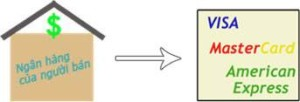 $
Ngân hàng
của người bán
VISA
MasterCard
American
Express